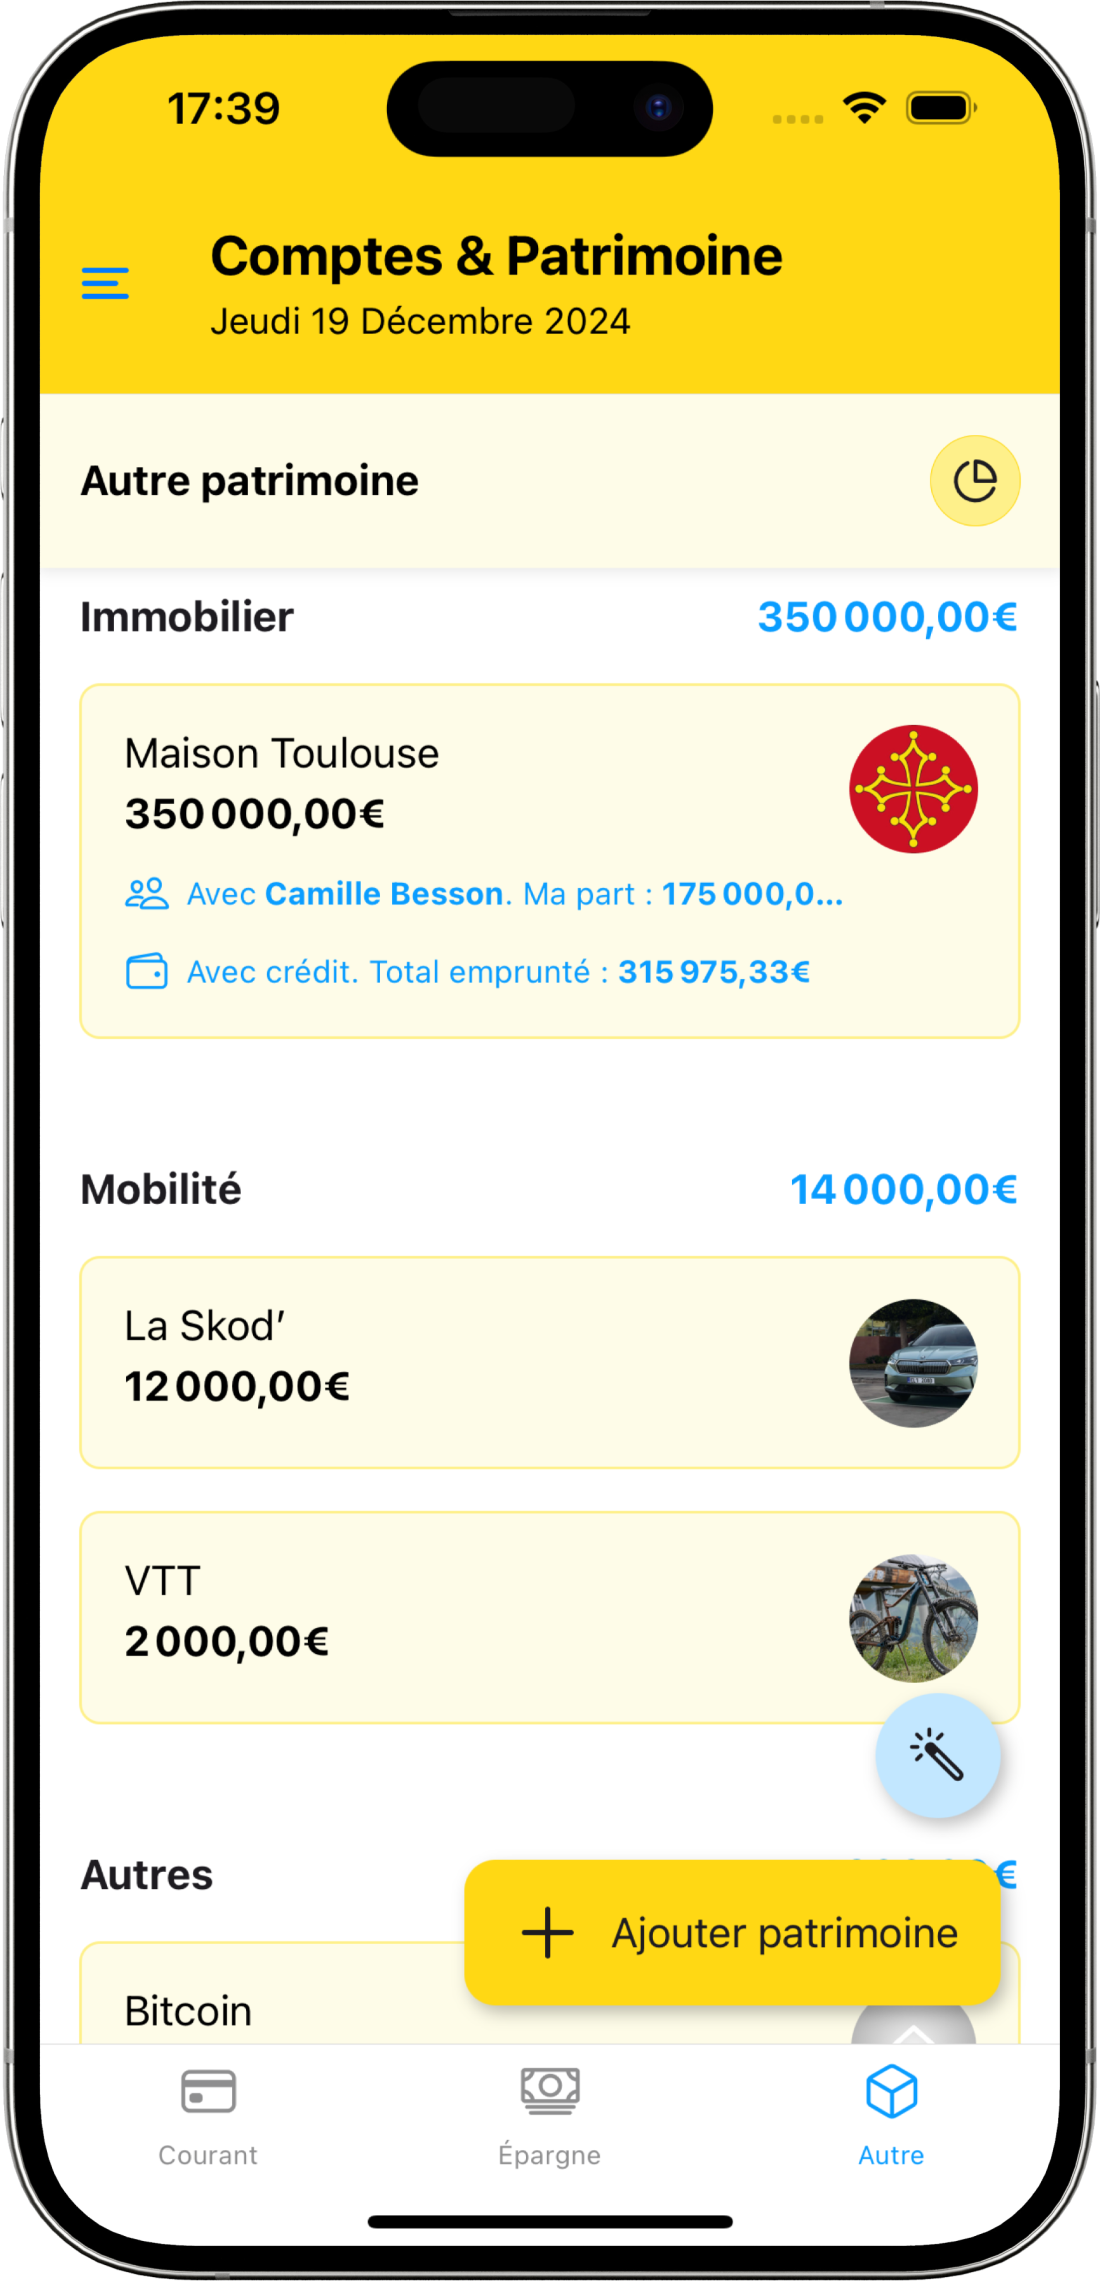 17:39
Comptes & Patrimoine
Jeudi 19 Décembre 2024
Autre patrimoine
Immobilier 350 000,00€
Maison Toulouse
350 000,00€
Avec Camille Besson. Ma part : 175 000,0...
Avec crédit. Total emprunté : 315 975,33€
Mobilité 14 000,00€
La Skod’
12 000,00€
VTT
2 000,00€
Autres €
Ajouter patrimoine
Bitcoin
Courant Épargne Autre